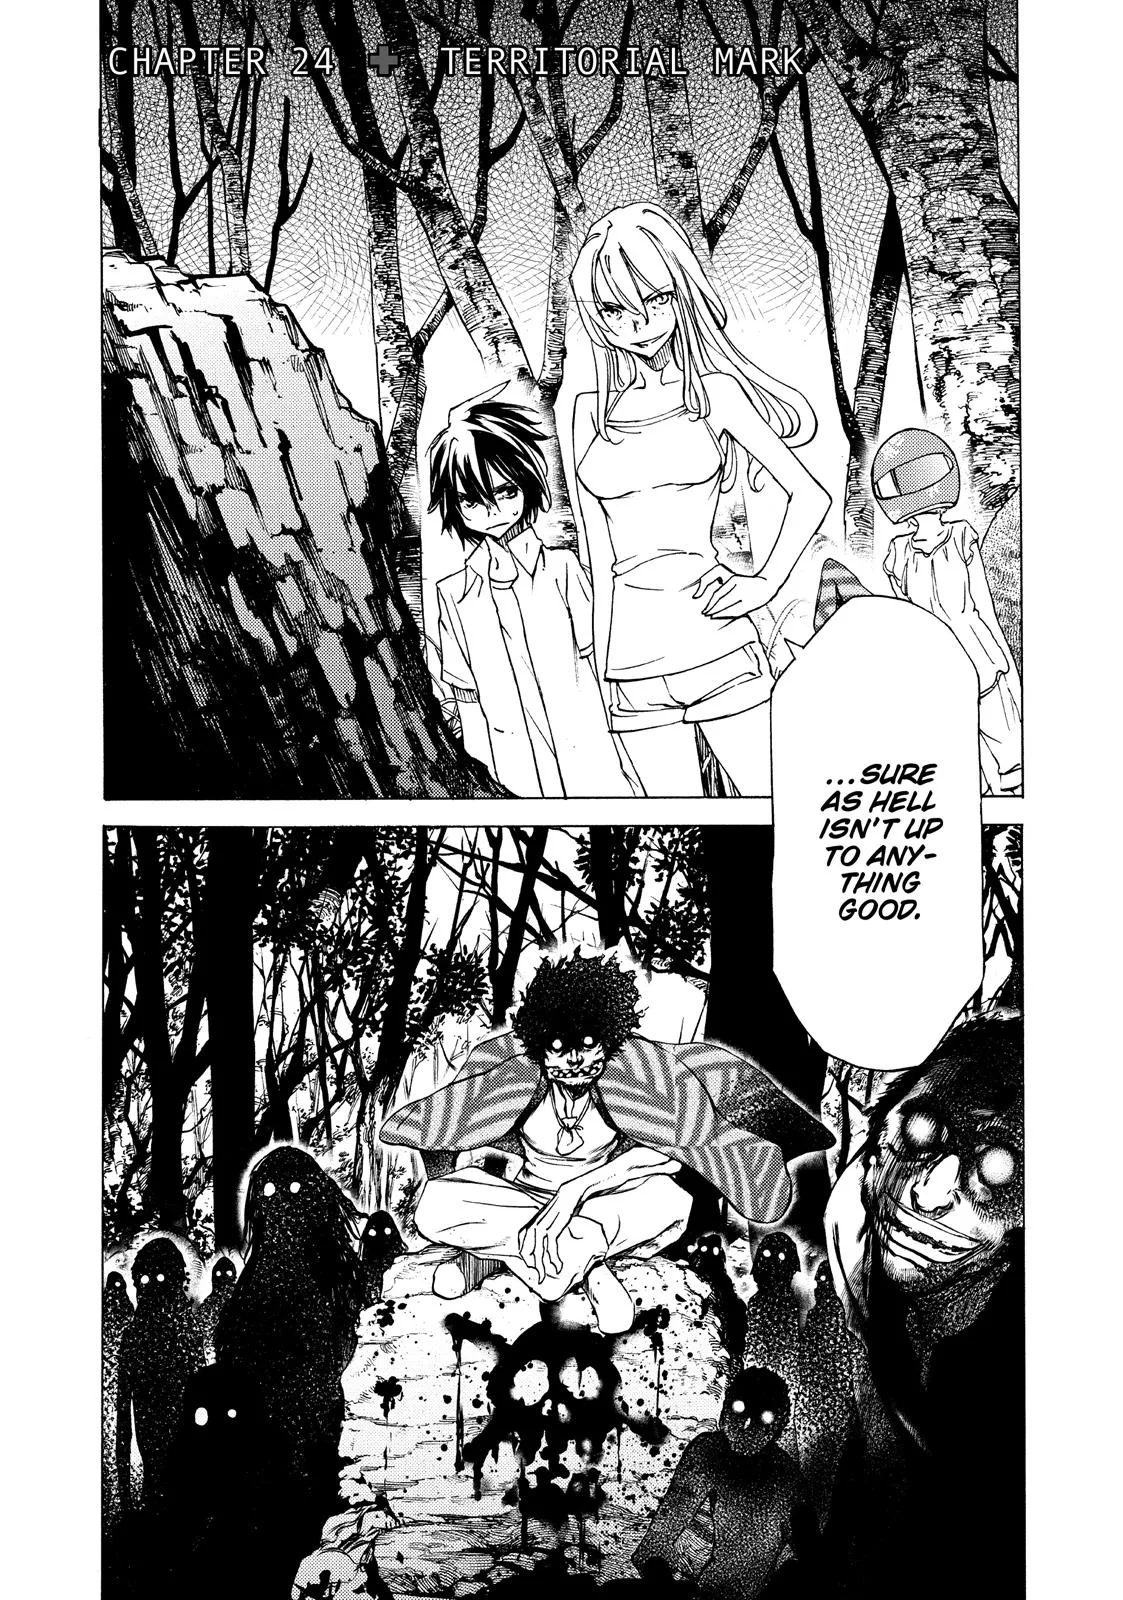 CHAPTER 24 ✚ TERRITORIAL MARK
...SURE
AS HELL
ISN'T UP
TO ANY-
THING
GOOD.